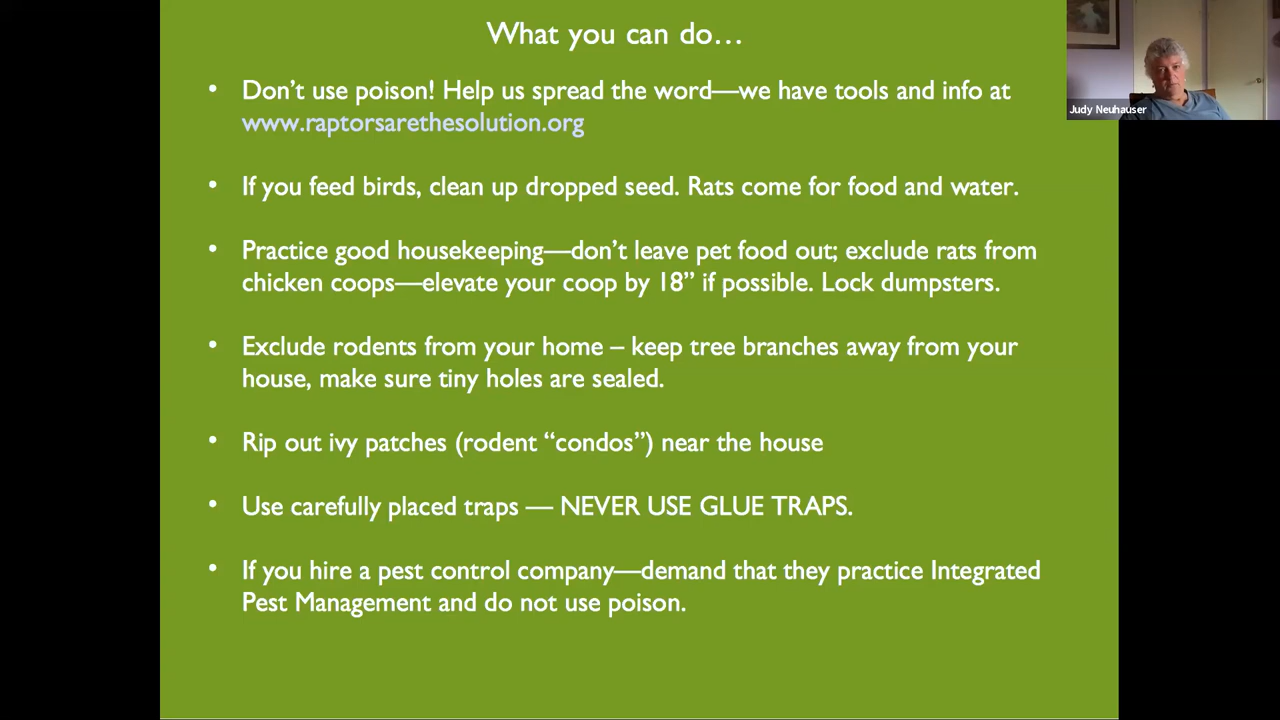 What you can do…
• Don’t use poison! Help us spread the word—we have tools and info at
www.raptorsarethesolution.org
• If you feed birds, clean up dropped seed. Rats come for food and water.
• Practice good housekeeping—don’t leave pet food out; exclude rats from
chicken coops—elevate your coop by 18” if possible. Lock dumpsters.
• Exclude rodents from your home – keep tree branches away from your
house, make sure tiny holes are sealed.
• Rip out ivy patches (rodent “condos”) near the house
• Use carefully placed traps — NEVER USE GLUE TRAPS.
• If you hire a pest control company—demand that they practice Integrated
Pest Management and do not use poison.
Judy Neuhauser